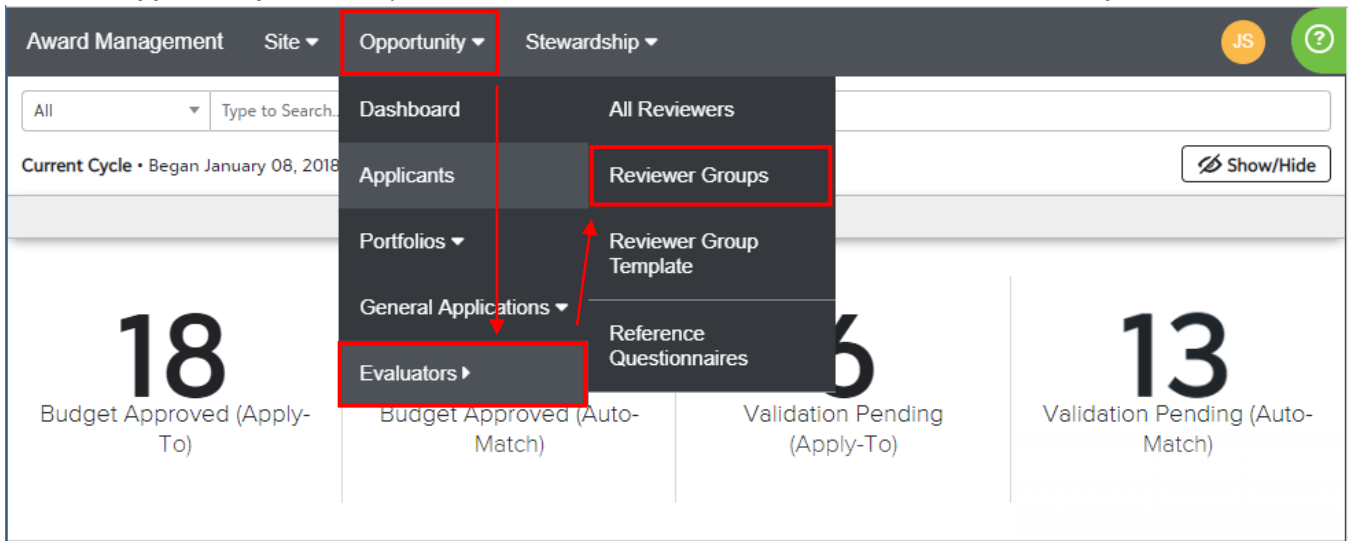 Award Management Site Opportunity Stewardship JS ?
All Type to Search.. Dashboard All Reviewers
Current Cycle • Began January 08, 2018 Applicants Reviewer Groups Show/Hide
Portfolios Reviewer Group
Template
General Applications
Reference
Questionnaires
Evaluators
18 13
Budget Approved (Apply-
To)
Budget Approved (Auto-
Match)
Validation Pending
(Apply-To)
Validation Pending (Auto-
Match)